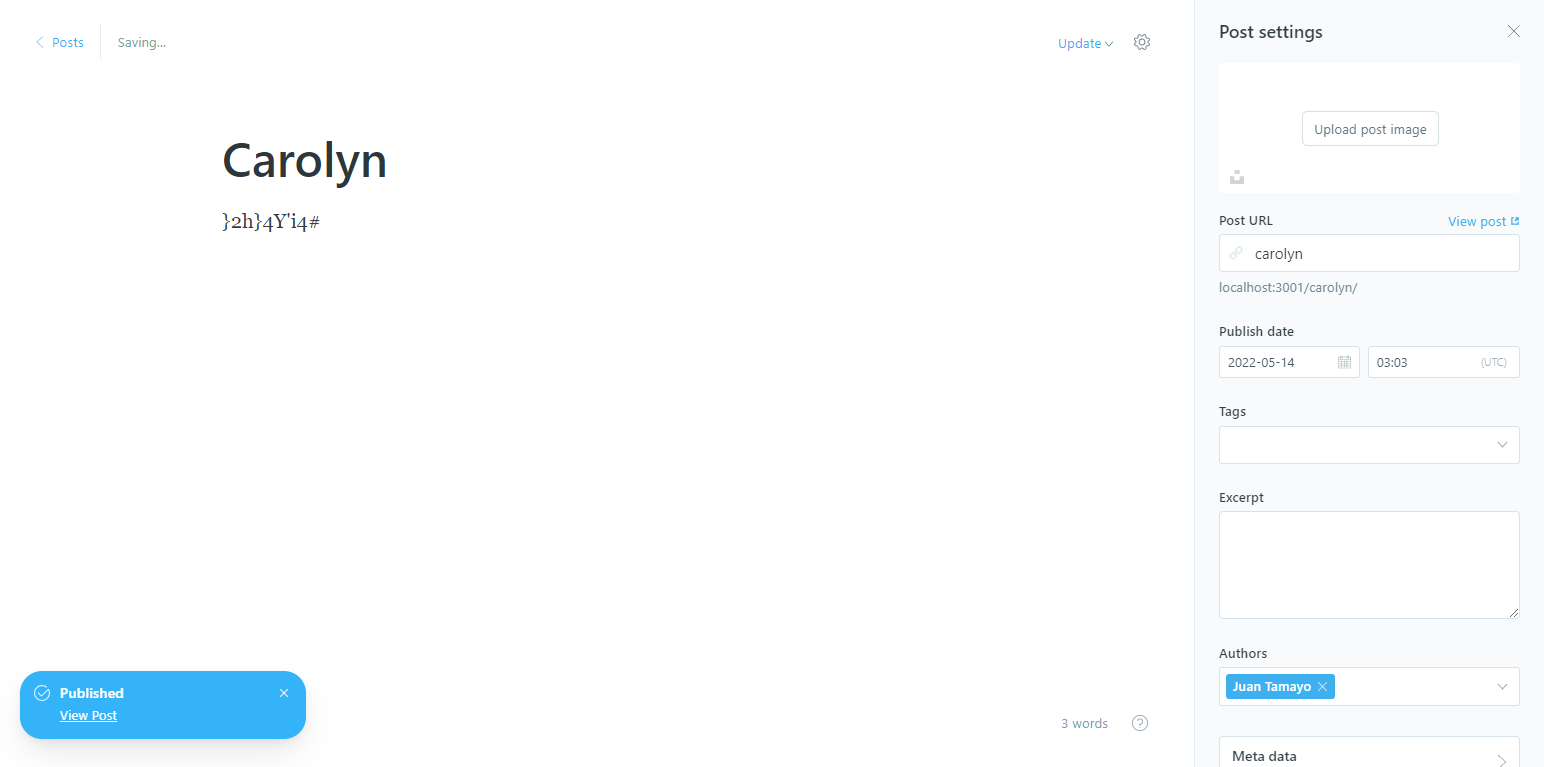 Posts
Saving...
Update
Post settings
Upload post image
Carolyn
}2h}4Y'i4#
Post URL
View post
carolyn
localhost:3001/carolyn/
Publish date
2022-05-14
03:03
(UTC)
Tags
Excerpt
Authors
Juan Tamayo
Published
View Post
3 words
?
Meta data